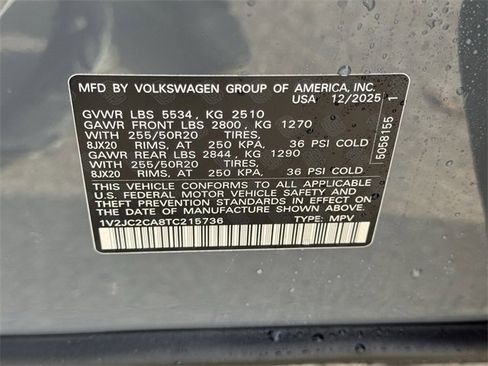 MFD BY VOLKSWAGEN GROUP OF AMERICA, INC.
USA 12/2025
GVWR LBS 5534, KG 2510
GAWR FRONT LBS 2800, KG 1270
WITH 255/50R20 TIRES,
8JX20 RIMS, AT 250 KPA, 36 PSI COLD
GAWR REAR LBS 2844, KG 1290
WITH 255/50R20 TIRES,
8JX20 RIMS, AT 250 KPA, 36 PSI COLD
THIS VEHICLE CONFORMS TO ALL APPLICABLE
U.S. FEDERAL MOTOR VEHICLE SAFETY AND
THEFT PREVENTION STANDARDS IN EFFECT
ON THE DATE OF MANUFACTURE SHOWN ABOVE.
1V2JC2CA8TC215736 TYPE: MPV
5058155 1